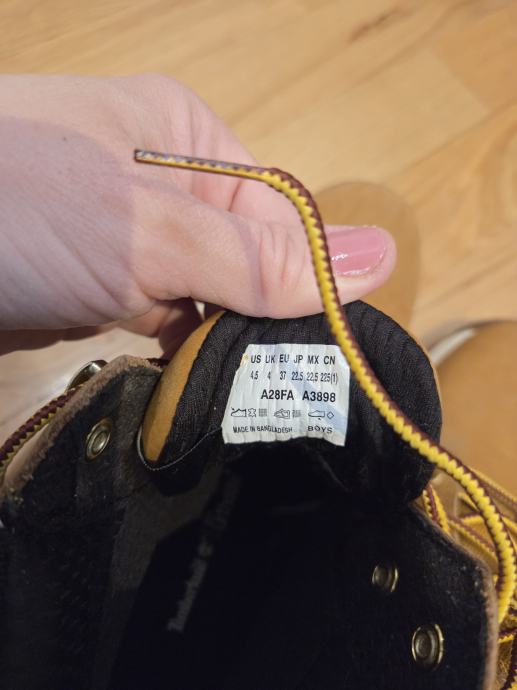 US UK EU JP MX CN
4.5 4 37 22.5 22.5 225(1)
A28FA A3898
MADE IN BANGLADESH BOYS
Timberland